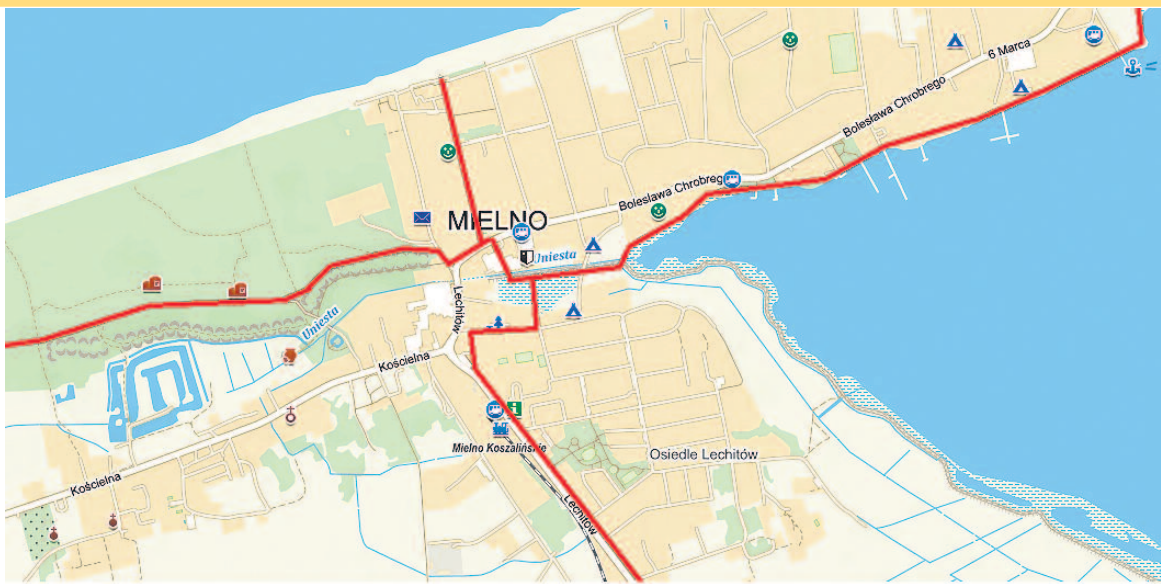 6 Marca
Bolesława Chrobrego
Bolesława Chrobrego
MIELNO
Uniesta
Lechitów
Uniesta
Kościelna
Mielno Koszalińskie
Osiedle Lechitów
Kościelna
Lechitów